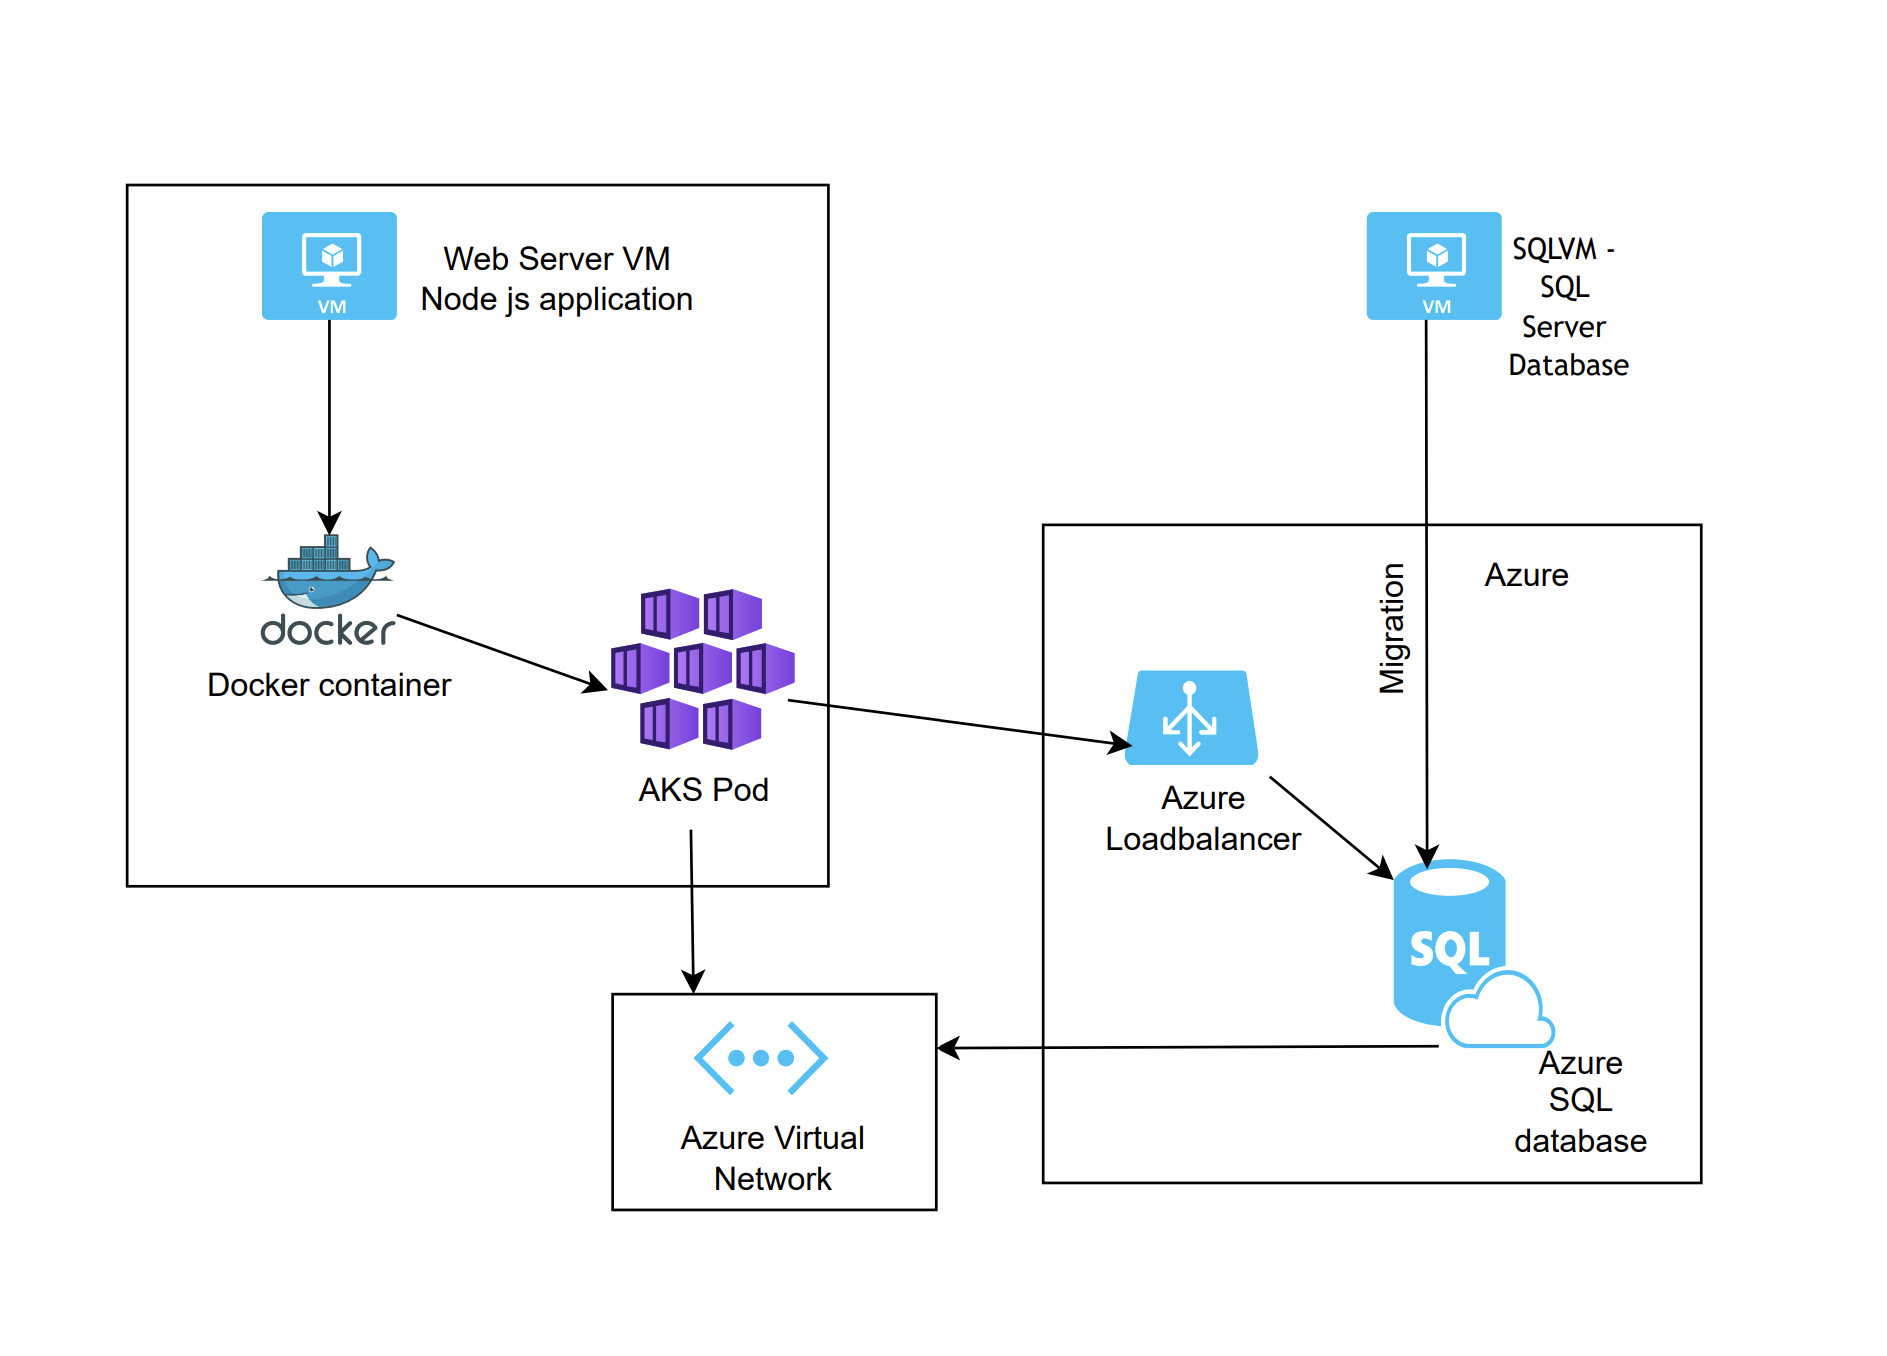 VM
Web Server VM
Node js application
docker
Docker container
AKS Pod
VM
SQLVM -
SQL
Server
Database
Migration
Azure
Azure
Loadbalancer
SQL
Azure
SQL
database
Azure Virtual
Network